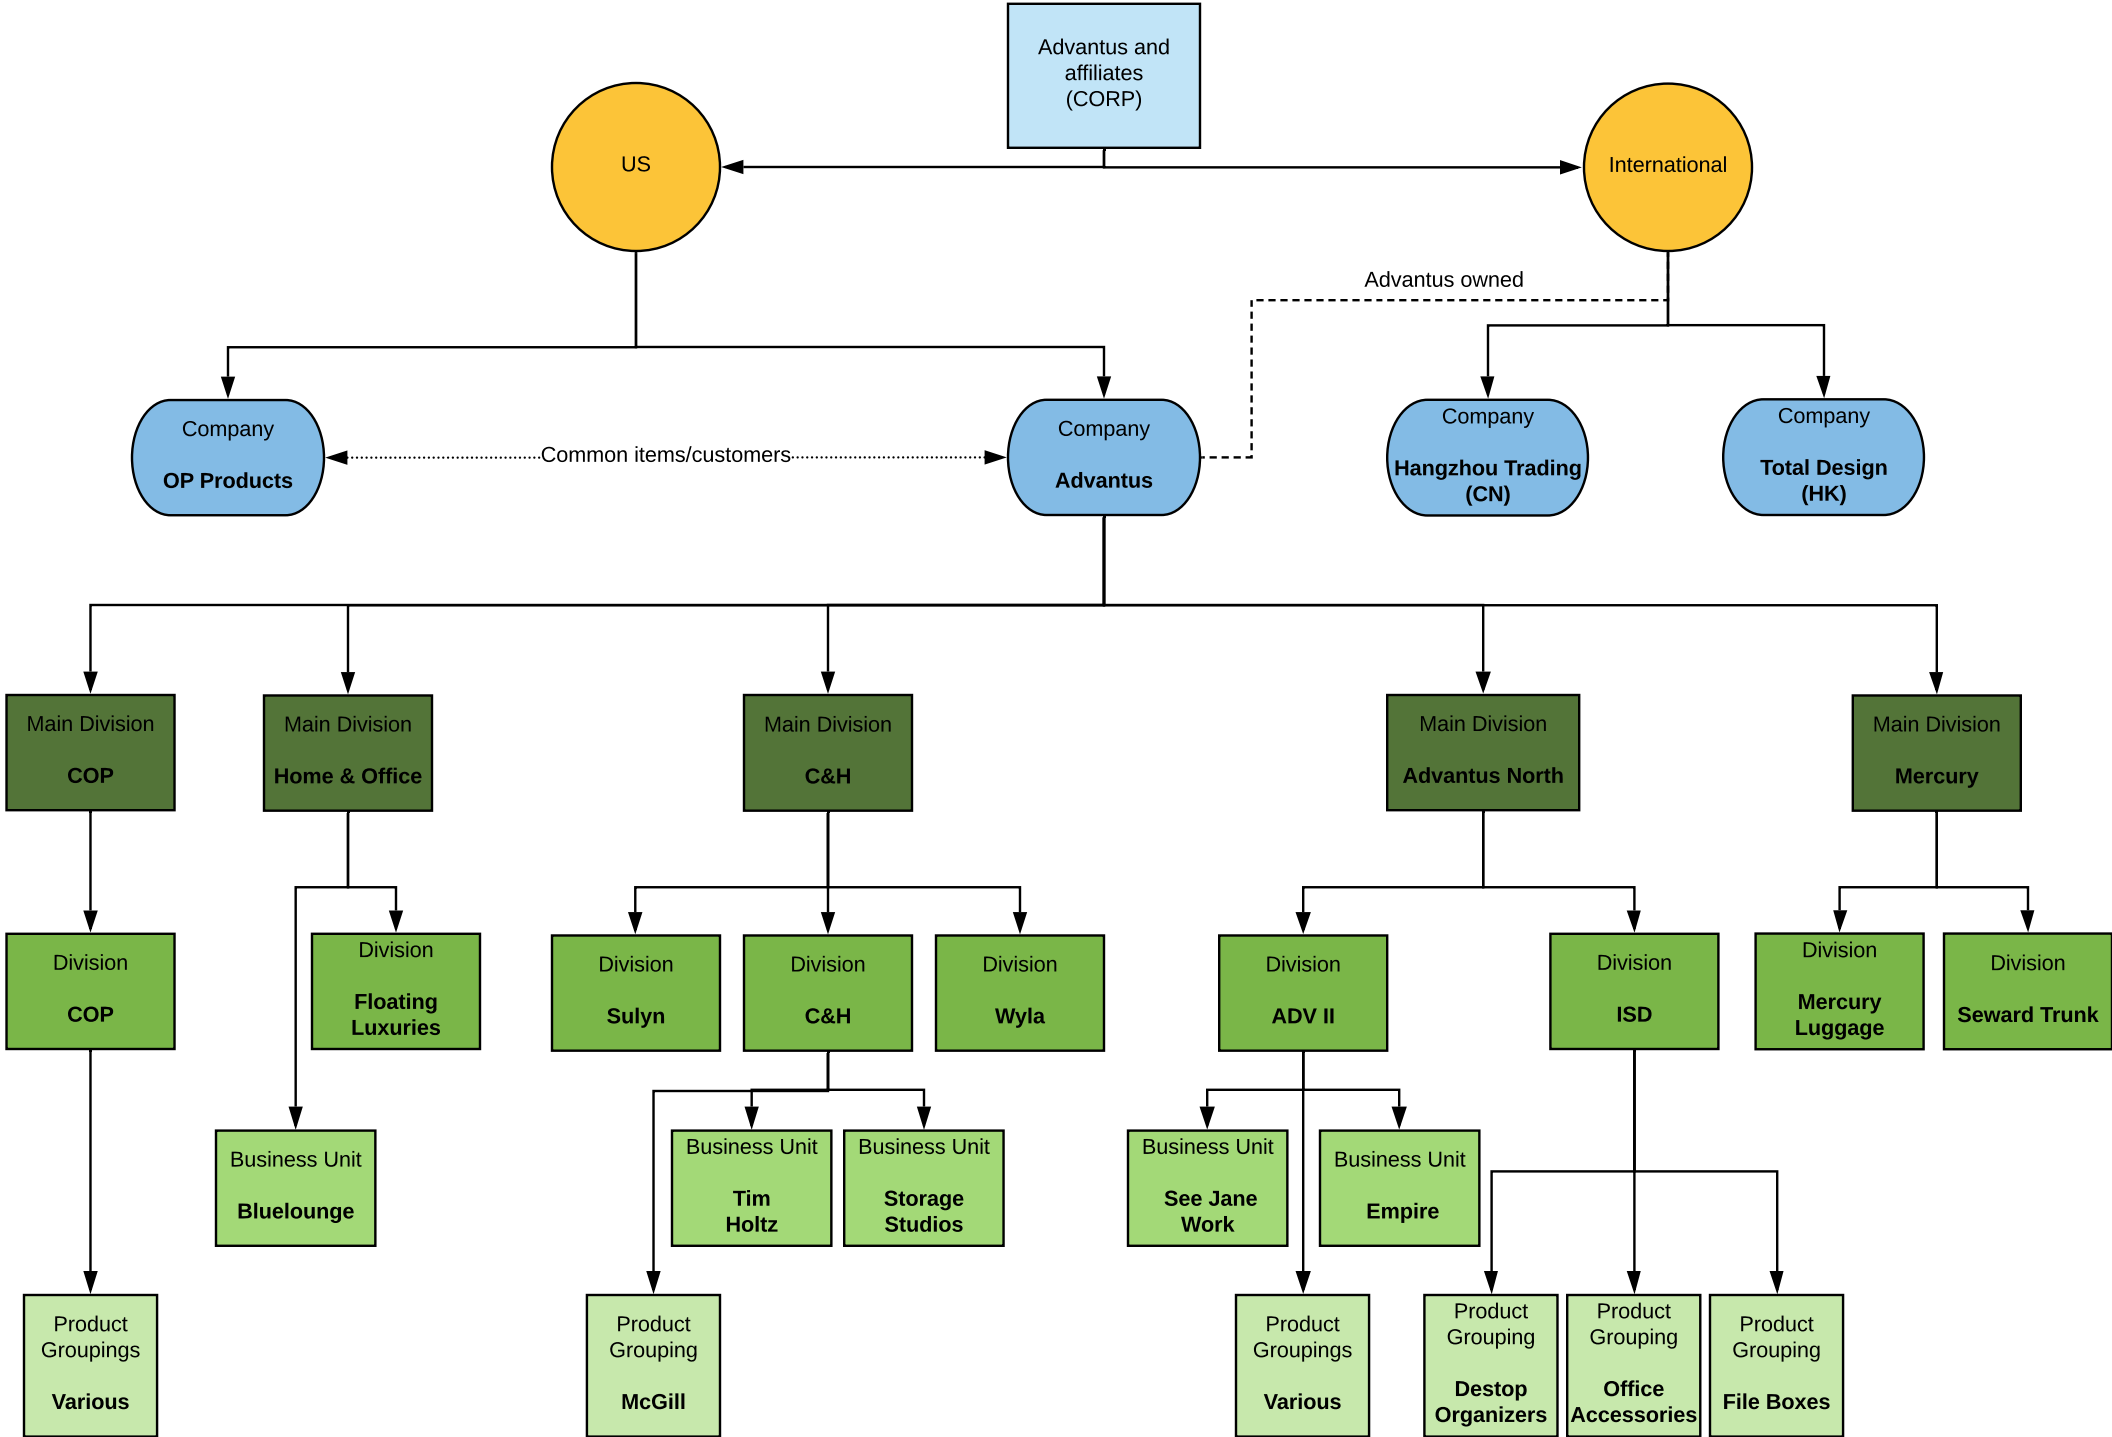 Advantus and
affiliates
(CORP)
US
International
Advantus owned
Company
OP Products
Common items/customers
Company
Advantus
Company
Hangzhou Trading
(CN)
Company
Total Design
(HK)
Main Division
COP
Main Division
Home & Office
Main Division
C&H
Main Division
Advantus North
Main Division
Mercury
Division
COP
Division
Floating
Luxuries
Division
Sulyn
Division
C&H
Division
Wyla
Division
ADV II
Division
ISD
Division
Mercury
Luggage
Division
Seward Trunk
Business Unit
Bluelounge
Business Unit
Tim
Holtz
Business Unit
Storage
Studios
Business Unit
See Jane
Work
Business Unit
Empire
Product
Groupings
Various
Product
Grouping
McGill
Product
Groupings
Various
Product
Grouping
Destop
Organizers
Product
Grouping
Office
Accessories
Product
Grouping
File Boxes